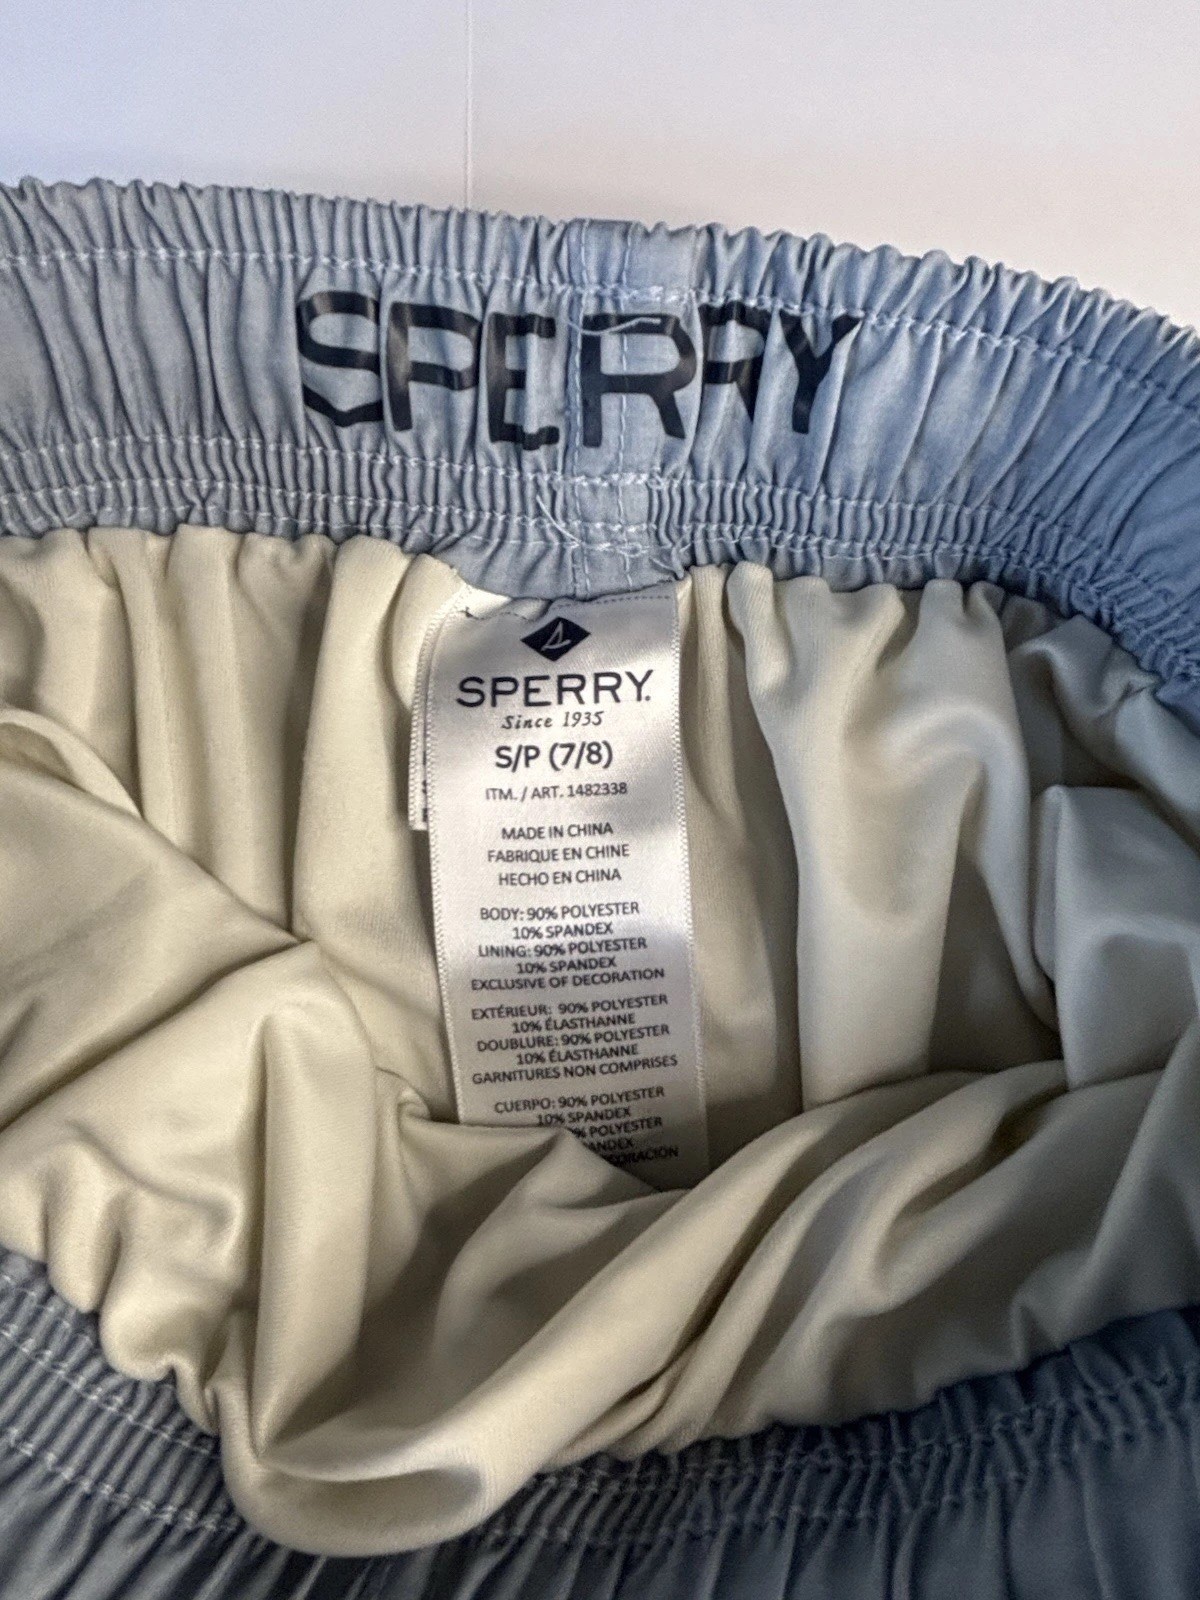 SPERRY
SPERRY.
Since 1935
S/P (7/8)
ITM. / ART. 1482338
MADE IN CHINA
FABRIQUE EN CHINE
HECHO EN CHINA
BODY: 90% POLYESTER
10% SPANDEX
LINING: 90% POLYESTER
10% SPANDEX
EXCLUSIVE OF DECORATION
EXTÉRIEUR: 90% POLYESTER
10% ÉLASTHANNE
DOUBLURE: 90% POLYESTER
10% ÉLASTHANNE
GARNITURES NON COMPRISES
CUERPO: 90% POLYESTER
10% SPANDEX
% POLYESTER